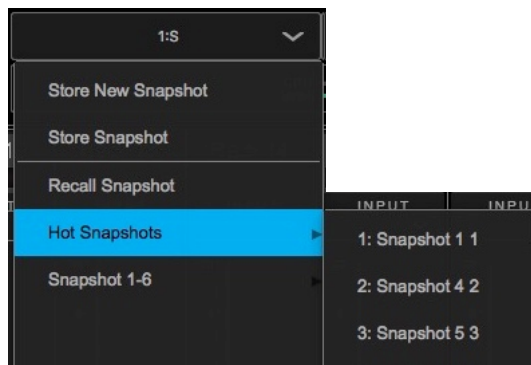 1:S
Store New Snapshot
Store Snapshot
Recall Snapshot
INPUT
Hot Snapshots
1: Snapshot 1 1
Snapshot 1-6
2: Snapshot 4 2
3: Snapshot 5 3